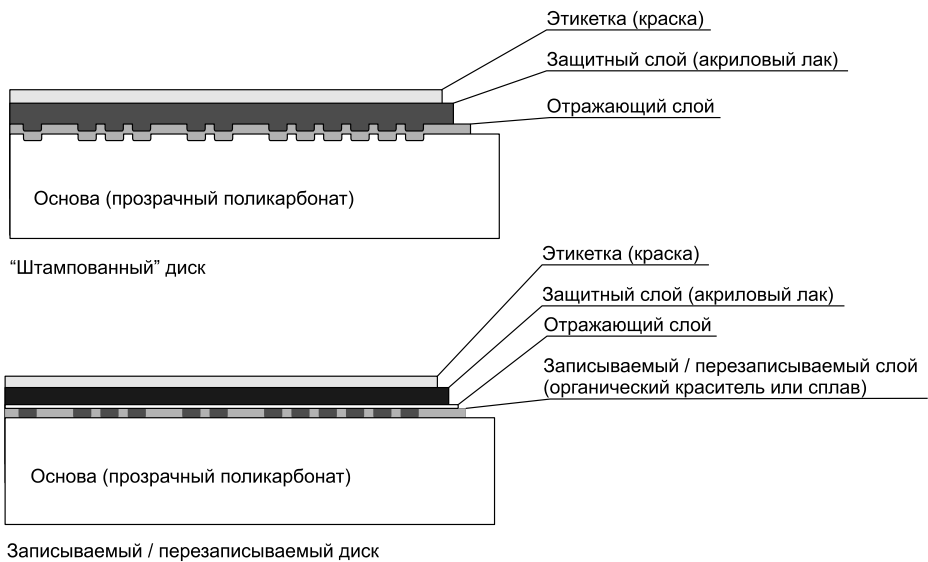 Этикетка (краска)
Защитный слой (акриловый лак)
Отражающий слой
Основа (прозрачный поликарбонат)
“Штампованный” диск
Этикетка (краска)
Защитный слой (акриловый лак)
Отражающий слой
Записываемый / перезаписываемый слой
(органический краситель или сплав)
Основа (прозрачный поликарбонат)
Записываемый / перезаписываемый диск